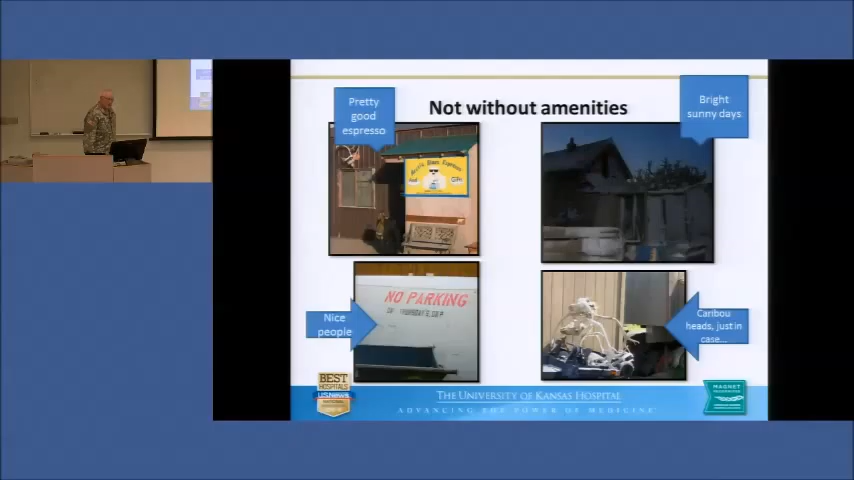 Not without amenities
Pretty
good
espresso
Bright
sunny days
NO PARKING
Nice
people
Caribou
heads, just in
case...
BEST
HOSPITALS
U.S.News
THE UNIVERSITY OF KANSAS HOSPITAL
ADVANCING THE POWER OF MEDICINE
MAGNET